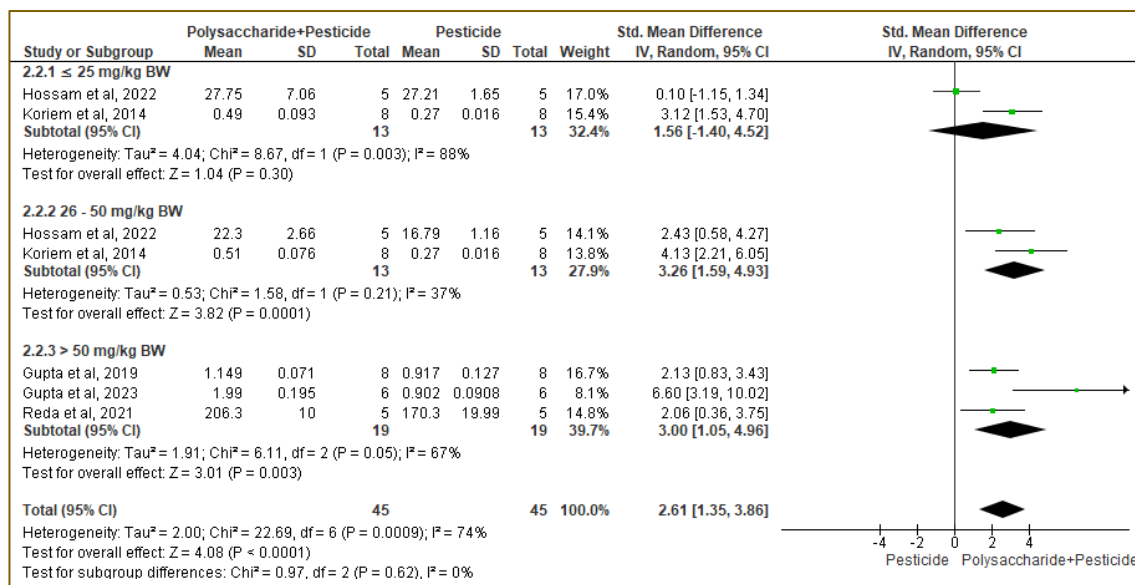 Polysaccharide+Pesticide Pesticide Std. Mean Difference Std. Mean Difference
Study or Subgroup Mean SD Total Mean SD Total Weight IV, Random, 95% CI IV, Random, 95% CI
2.2.1 ≤ 25 mg/kg BW
Hossam et al, 2022 27.75 7.06 5 27.21 1.65 5 17.0% 0.10 [-1.15, 1.34]
Koriem et al, 2014 0.49 0.093 8 0.27 0.016 8 15.4% 3.12 [1.53, 4.70]
Subtotal (95% CI) 13 13 32.4% 1.56 [-1.40, 4.52]
Heterogeneity: Tau² = 4.04; Chi² = 8.67, df = 1 (P = 0.003); I² = 88%
Test for overall effect: Z = 1.04 (P = 0.30)
2.2.2 26 - 50 mg/kg BW
Hossam et al, 2022 22.3 2.66 5 16.79 1.16 5 14.1% 2.43 [0.58, 4.27]
Koriem et al, 2014 0.51 0.076 8 0.27 0.016 8 13.8% 4.13 [2.21, 6.05]
Subtotal (95% CI) 13 13 27.9% 3.26 [1.59, 4.93]
Heterogeneity: Tau² = 0.53; Chi² = 1.58, df = 1 (P = 0.21); I² = 37%
Test for overall effect: Z = 3.82 (P = 0.0001)
2.2.3 > 50 mg/kg BW
Gupta et al, 2019 1.149 0.071 8 0.917 0.127 8 16.7% 2.13 [0.83, 3.43]
Gupta et al, 2023 1.99 0.195 6 0.902 0.0908 6 8.1% 6.60 [3.19, 10.02]
Reda et al, 2021 206.3 10 5 170.3 19.99 5 14.8% 2.06 [0.36, 3.75]
Subtotal (95% CI) 19 19 39.7% 3.00 [1.05, 4.96]
Heterogeneity: Tau² = 1.91; Chi² = 6.11, df = 2 (P = 0.05); I² = 67%
Test for overall effect: Z = 3.01 (P = 0.003)
Total (95% CI) 45 45 100.0% 2.61 [1.35, 3.86]
Heterogeneity: Tau² = 2.00; Chi² = 22.69, df = 6 (P = 0.0009); I² = 74%
Test for overall effect: Z = 4.08 (P < 0.0001)
Test for subgroup differences: Chi² = 0.97, df = 2 (P = 0.62), I² = 0%
-4 -2 0 2 4
Pesticide Polysaccharide+Pesticide